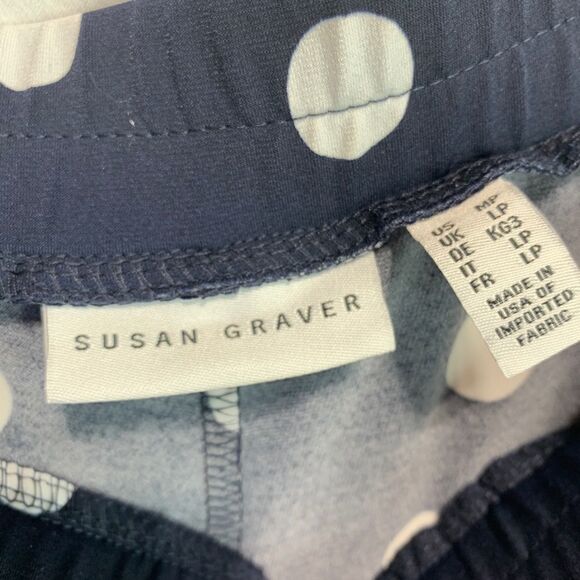 SUSAN GRAVER
US MP
UK LP
DE KG3
IT LP
FR LP
MADE IN
USA OF
IMPORTED
FABRIC